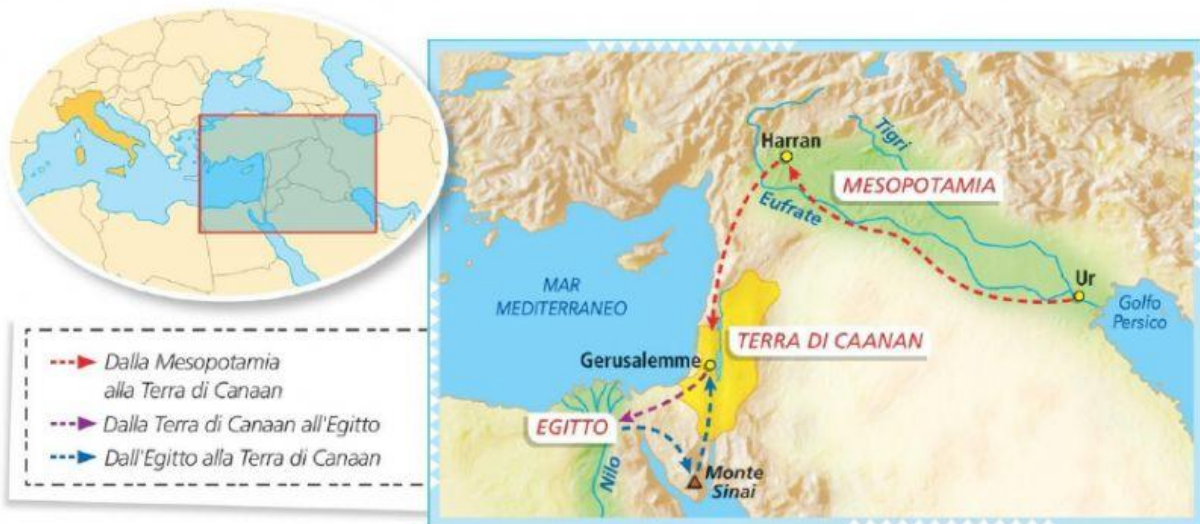 Harran
Tigri
MESOPOTAMIA
Eufrate
Ur
Golfo
Persico
MAR
MEDITERRANEO
TERRA DI CAANAN
Gerusalemme
EGITTO
Nilo
Monte
Sinai
Dalla Mesopotamia
alla Terra di Canaan
Dalla Terra di Canaan all'Egitto
Dall'Egitto alla Terra di Canaan